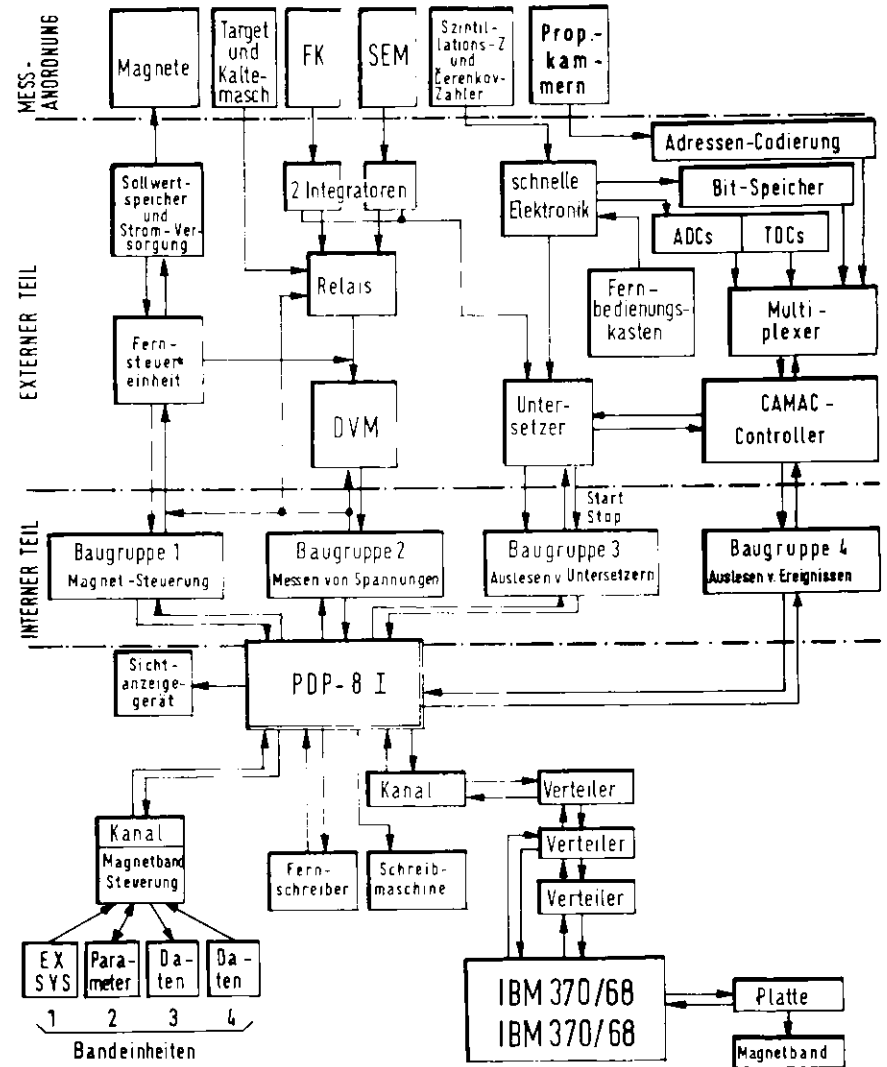 MESS-
ANORDNUNG
Magnete
Target
und
Kälte-
masch
FK
SEM
Szintil-
lations-Z
und
Čerenkov-
Zähler
Prop.-
kam-
mern
EXTERNER TEIL
Adressen-Codierung
Sollwert-
speicher
und
Strom-Ver-
sorgung
2 Integratoren
schnelle
Elektronik
Bit-Speicher
ADCs
TDCs
Relais
Fern-
bedienungs-
kasten
Multi-
plexer
Fern-
steuer-
einheit
DVM
Unter-
setzer
CAMAC-
Controller
Start
Stop
INTERNER TEIL
Baugruppe 1
Magnet-Steuerung
Baugruppe 2
Messen von Spannungen
Baugruppe 3
Auslesen v. Untersetzern
Baugruppe 4
Auslesen v. Ereignissen
Sicht-
anzeige-
gerät
PDP-8 I
Kanal
Verteiler
Kanal
Magnetband
Steuerung
Fern-
schreiber
Schreib-
maschine
Verteiler
Verteiler
EX
SYS
Para-
meter
Da-
ten
Da-
ten
1 2 3 4
Bandeinheiten
IBM 370/68
IBM 370/68
Platte
Magnetband